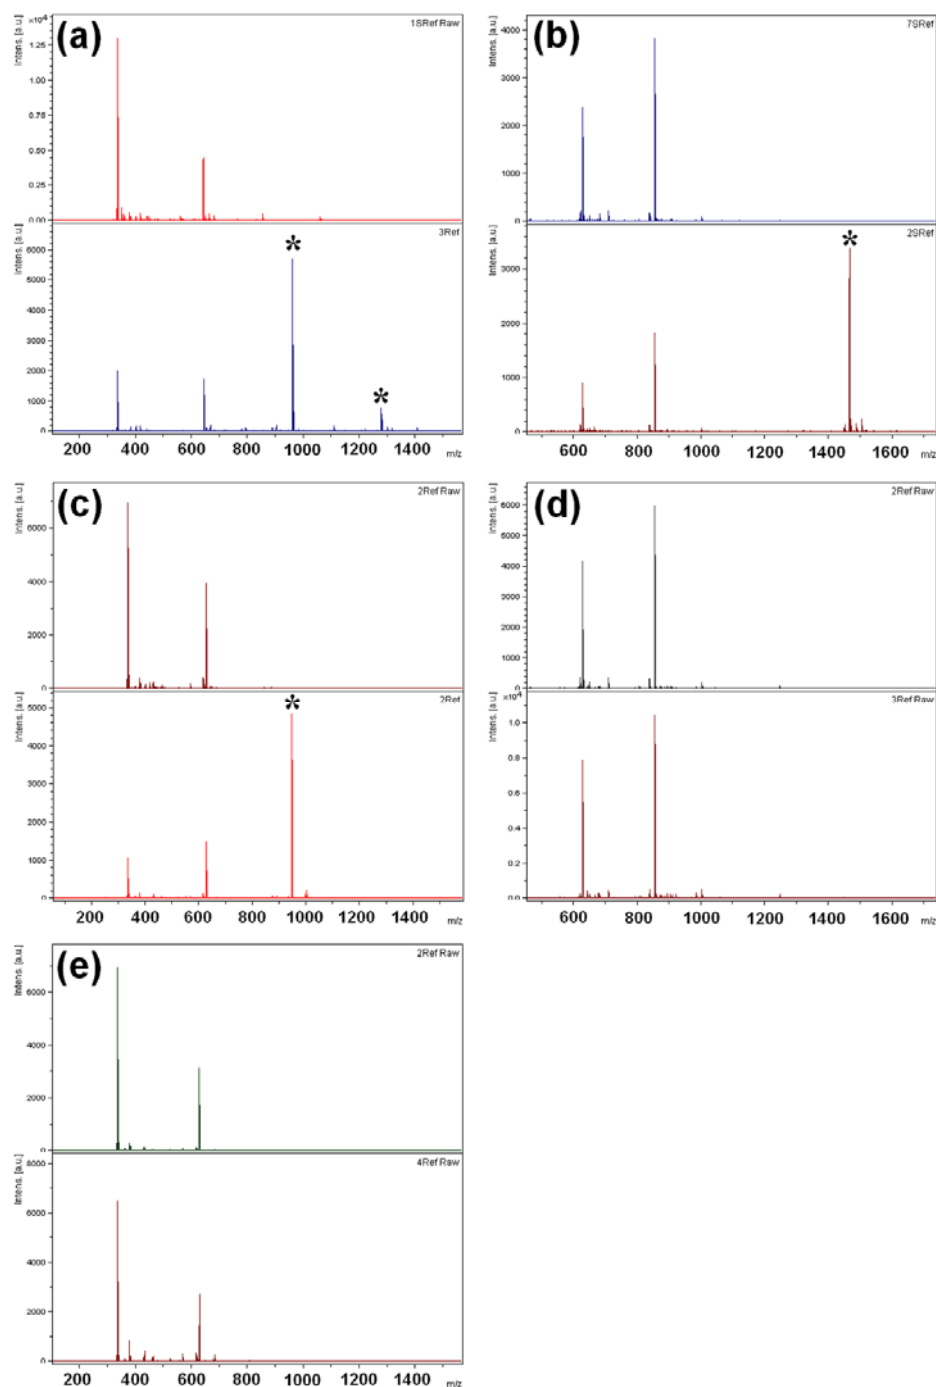 (a)
1SRef Raw
Intens. [a.u.]
1.25
1.00
0.75
0.50
0.25
0.00
3Ref
Intens. [a.u.]
*
*
6000
5000
4000
3000
2000
1000
0
200 400 600 800 1000 1200 1400
m/z
(b)
7SRef
Intens. [a.u.]
4000
3000
2000
1000
0
2SRef
Intens. [a.u.]
*
3000
2000
1000
0
600 800 1000 1200 1400 1600
m/z
(c)
2Ref Raw
Intens. [a.u.]
6000
4000
2000
0
2Ref
Intens. [a.u.]
*
5000
4000
3000
2000
1000
0
200 400 600 800 1000 1200 1400
m/z
(d)
2Ref Raw
Intens. [a.u.]
6000
5000
4000
3000
2000
1000
0
3Ref Raw
Intens. [a.u.]
x10⁴
1.0
0.8
0.6
0.4
0.2
0.0
600 800 1000 1200 1400 1600
m/z
(e)
2Ref Raw
Intens. [a.u.]
6000
4000
2000
0
4Ref Raw
Intens. [a.u.]
8000
6000
4000
2000
0
200 400 600 800 1000 1200 1400
m/z